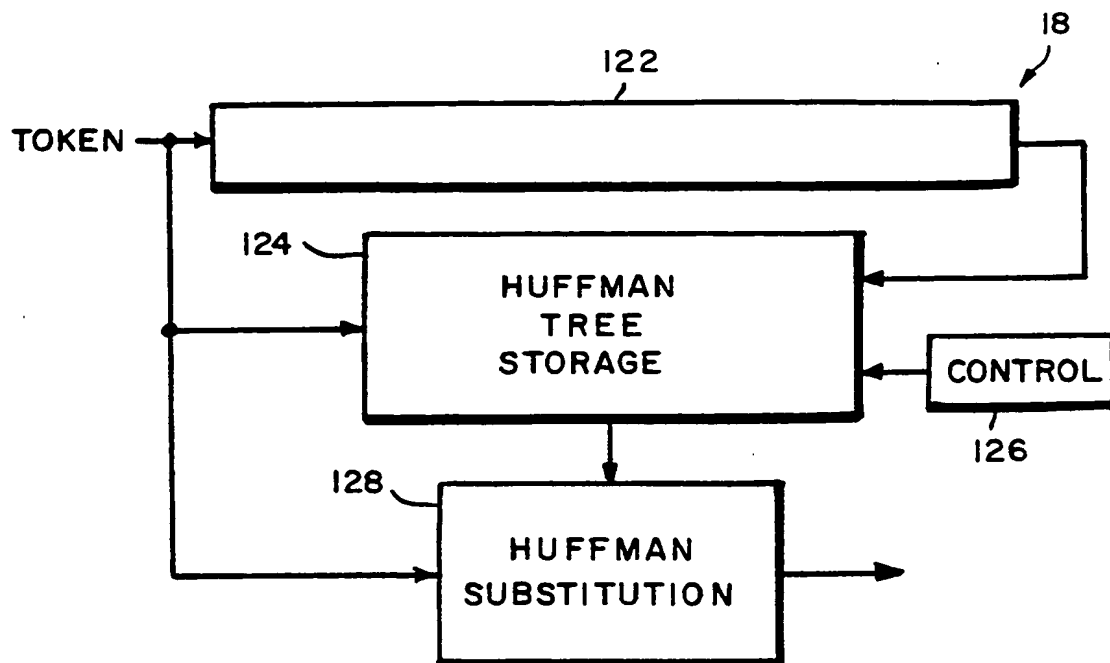 18
122
TOKEN
124
HUFFMAN
TREE
STORAGE
CONTROL
126
128
HUFFMAN
SUBSTITUTION